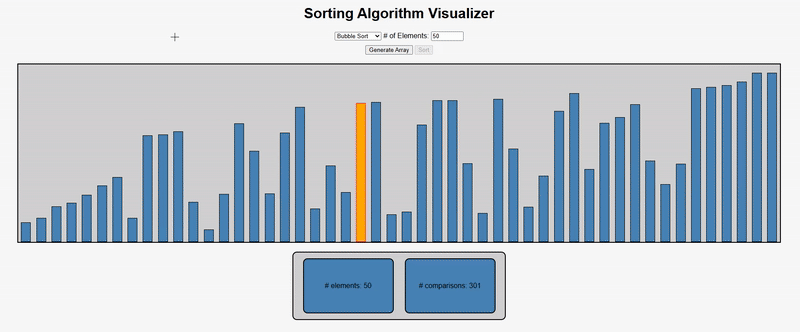 Sorting Algorithm Visualizer
Bubble Sort # of Elements: 50
Generate Array Sort
# elements: 50 # comparisons: 301